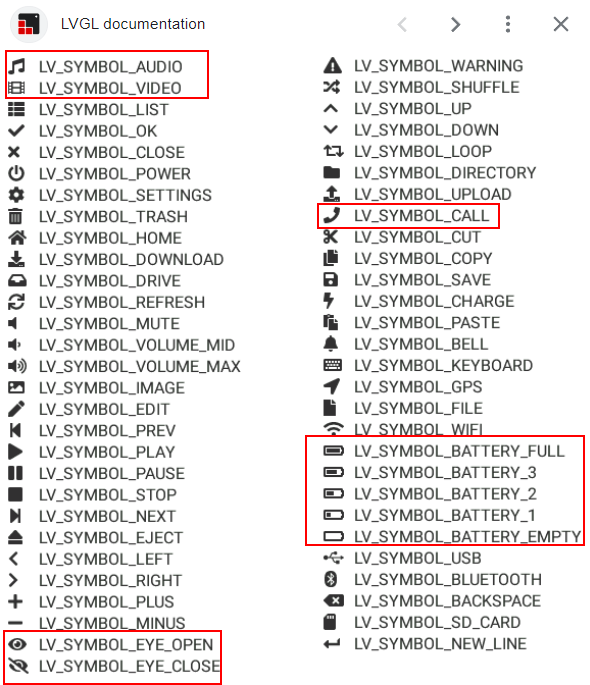 LVGL documentation
LV_SYMBOL_AUDIO
LV_SYMBOL_VIDEO
LV_SYMBOL_LIST
LV_SYMBOL_OK
LV_SYMBOL_CLOSE
LV_SYMBOL_POWER
LV_SYMBOL_SETTINGS
LV_SYMBOL_TRASH
LV_SYMBOL_HOME
LV_SYMBOL_DOWNLOAD
LV_SYMBOL_DRIVE
LV_SYMBOL_REFRESH
LV_SYMBOL_MUTE
LV_SYMBOL_VOLUME_MID
LV_SYMBOL_VOLUME_MAX
LV_SYMBOL_IMAGE
LV_SYMBOL_EDIT
LV_SYMBOL_PREV
LV_SYMBOL_PLAY
LV_SYMBOL_PAUSE
LV_SYMBOL_STOP
LV_SYMBOL_NEXT
LV_SYMBOL_EJECT
LV_SYMBOL_LEFT
LV_SYMBOL_RIGHT
LV_SYMBOL_PLUS
LV_SYMBOL_MINUS
LV_SYMBOL_EYE_OPEN
LV_SYMBOL_EYE_CLOSE
LV_SYMBOL_WARNING
LV_SYMBOL_SHUFFLE
LV_SYMBOL_UP
LV_SYMBOL_DOWN
LV_SYMBOL_LOOP
LV_SYMBOL_DIRECTORY
LV_SYMBOL_UPLOAD
LV_SYMBOL_CALL
LV_SYMBOL_CUT
LV_SYMBOL_COPY
LV_SYMBOL_SAVE
LV_SYMBOL_CHARGE
LV_SYMBOL_PASTE
LV_SYMBOL_BELL
LV_SYMBOL_KEYBOARD
LV_SYMBOL_GPS
LV_SYMBOL_FILE
LV_SYMBOL_WIFI
LV_SYMBOL_BATTERY_FULL
LV_SYMBOL_BATTERY_3
LV_SYMBOL_BATTERY_2
LV_SYMBOL_BATTERY_1
LV_SYMBOL_BATTERY_EMPTY
LV_SYMBOL_USB
LV_SYMBOL_BLUETOOTH
LV_SYMBOL_BACKSPACE
LV_SYMBOL_SD_CARD
LV_SYMBOL_NEW_LINE